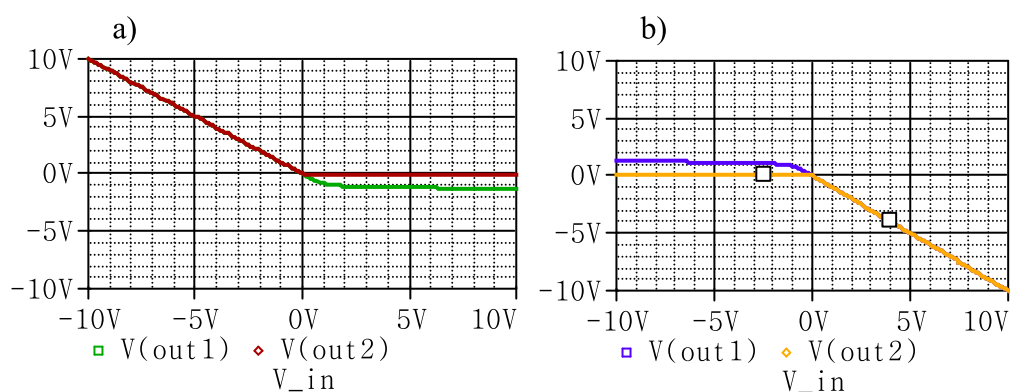 a)
10V
5V
0V
-5V
-10V
-10V -5V 0V 5V 10V
V(out1) V(out2)
V_in
b)
10V
5V
0V
-5V
-10V
-10V -5V 0V 5V 10V
V(out1) V(out2)
V_in